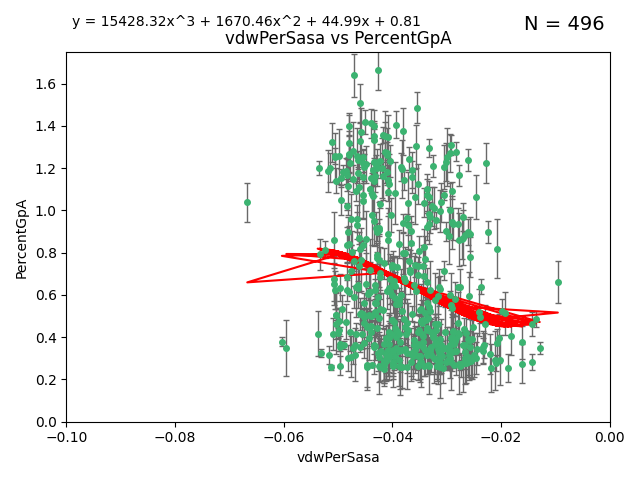 y = 15428.32x^3 + 1670.46x^2 + 44.99x + 0.81
N = 496
vdwPerSasa vs PercentGpA
1.6
1.4
1.2
1.0
0.8
0.6
0.4
0.2
0.0
PercentGpA
−0.10 −0.08 −0.06 −0.04 −0.02 0.00
vdwPerSasa